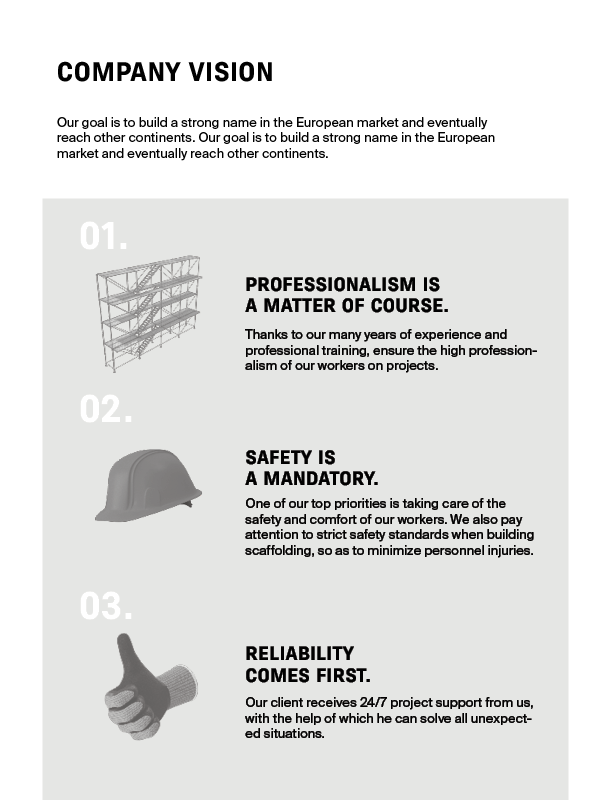 COMPANY VISION
Our goal is to build a strong name in the European market and eventually
reach other continents. Our goal is to build a strong name in the European
market and eventually reach other continents.
01.
PROFESSIONALISM IS
A MATTER OF COURSE.
Thanks to our many years of experience and
professional training, ensure the high profession-
alism of our workers on projects.
02.
SAFETY IS
A MANDATORY.
One of our top priorities is taking care of the
safety and comfort of our workers. We also pay
attention to strict safety standards when building
scaffolding, so as to minimize personnel injuries.
03.
RELIABILITY
COMES FIRST.
Our client receives 24/7 project support from us,
with the help of which he can solve all unexpect-
ed situations.